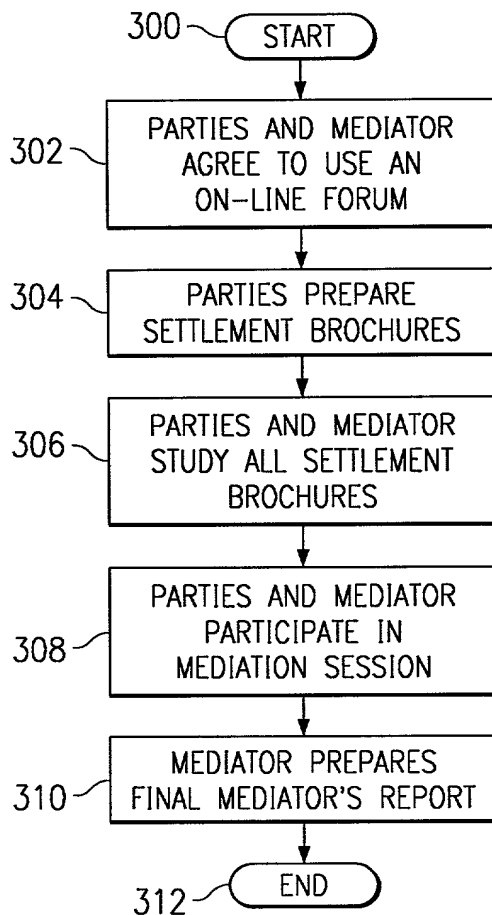 300
START
302
PARTIES AND MEDIATOR
AGREE TO USE AN
ON-LINE FORUM
304
PARTIES PREPARE
SETTLEMENT BROCHURES
306
PARTIES AND MEDIATOR
STUDY ALL SETTLEMENT
BROCHURES
308
PARTIES AND MEDIATOR
PARTICIPATE IN
MEDIATION SESSION
310
MEDIATOR PREPARES
FINAL MEDIATOR'S REPORT
312
END